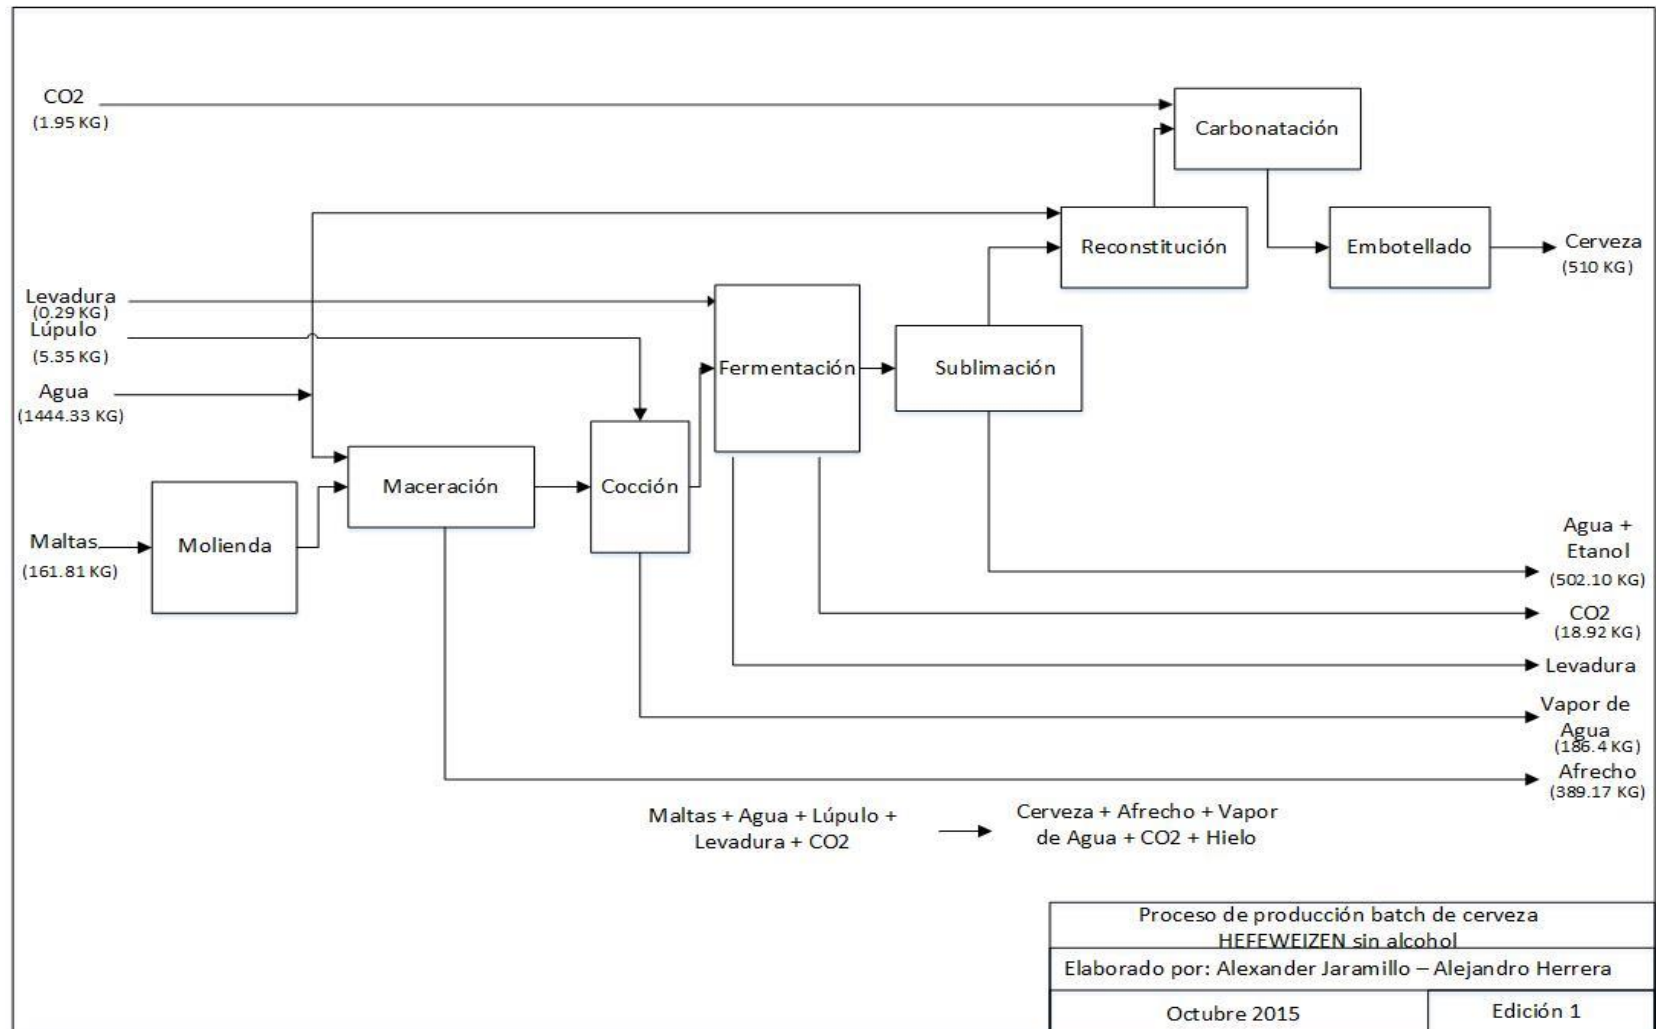 CO2
(1.95 KG)
Carbonatación
Reconstitución
Embotellado
Cerveza
(510 KG)
Levadura
(0.29 KG)
Lúpulo
(5.35 KG)
Fermentación
Sublimación
Agua
(1444.33 KG)
Maceración
Cocción
Maltas
(161.81 KG)
Molienda
Agua +
Etanol
(502.10 KG)
CO2
(18.92 KG)
Levadura
Vapor de
Agua
(186.4 KG)
Afrecho
(389.17 KG)
Maltas + Agua + Lúpulo +
Levadura + CO2
Cerveza + Afrecho + Vapor
de Agua + CO2 + Hielo
Proceso de producción batch de cerveza
HEFEWEIZEN sin alcohol
Elaborado por: Alexander Jaramillo – Alejandro Herrera
Octubre 2015
Edición 1